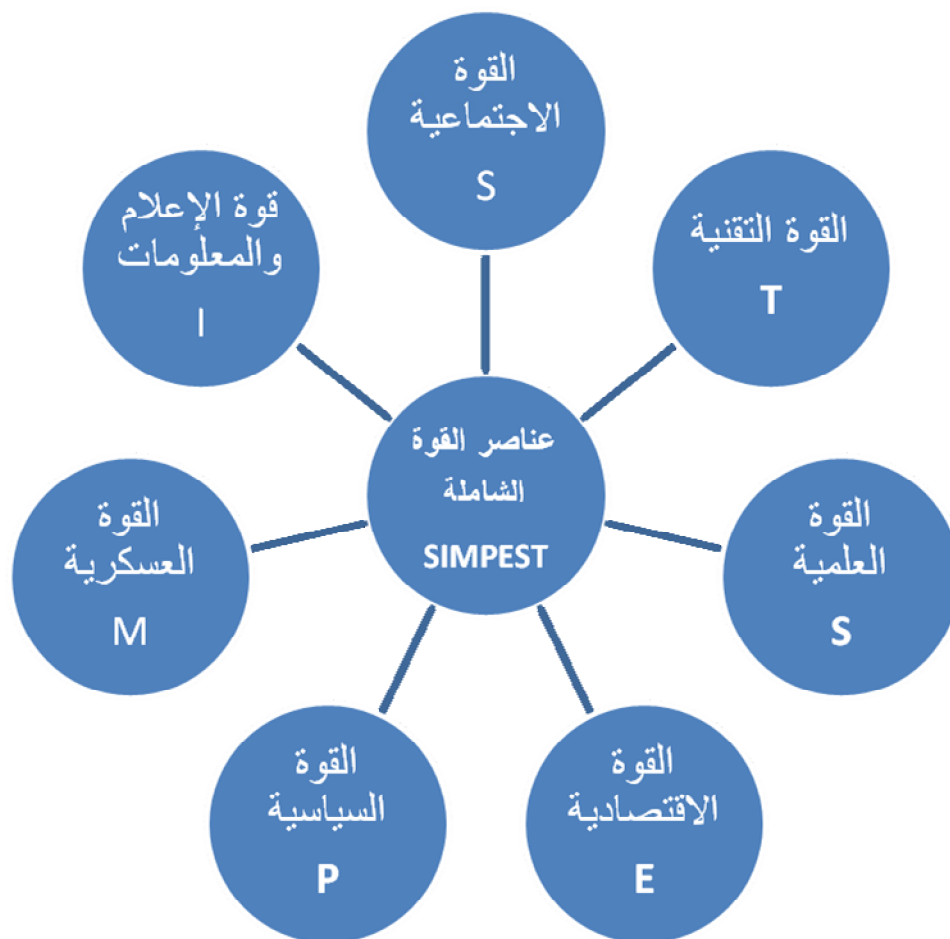 القوة
الاجتماعية
S
القوة التقنية
T
قوة الإعلام
والمعلومات
I
عناصر القوة
الشاملة
SIMPEST
القوة
العلمية
S
القوة
العسكرية
M
القوة
الاقتصادية
E
القوة
السياسية
P